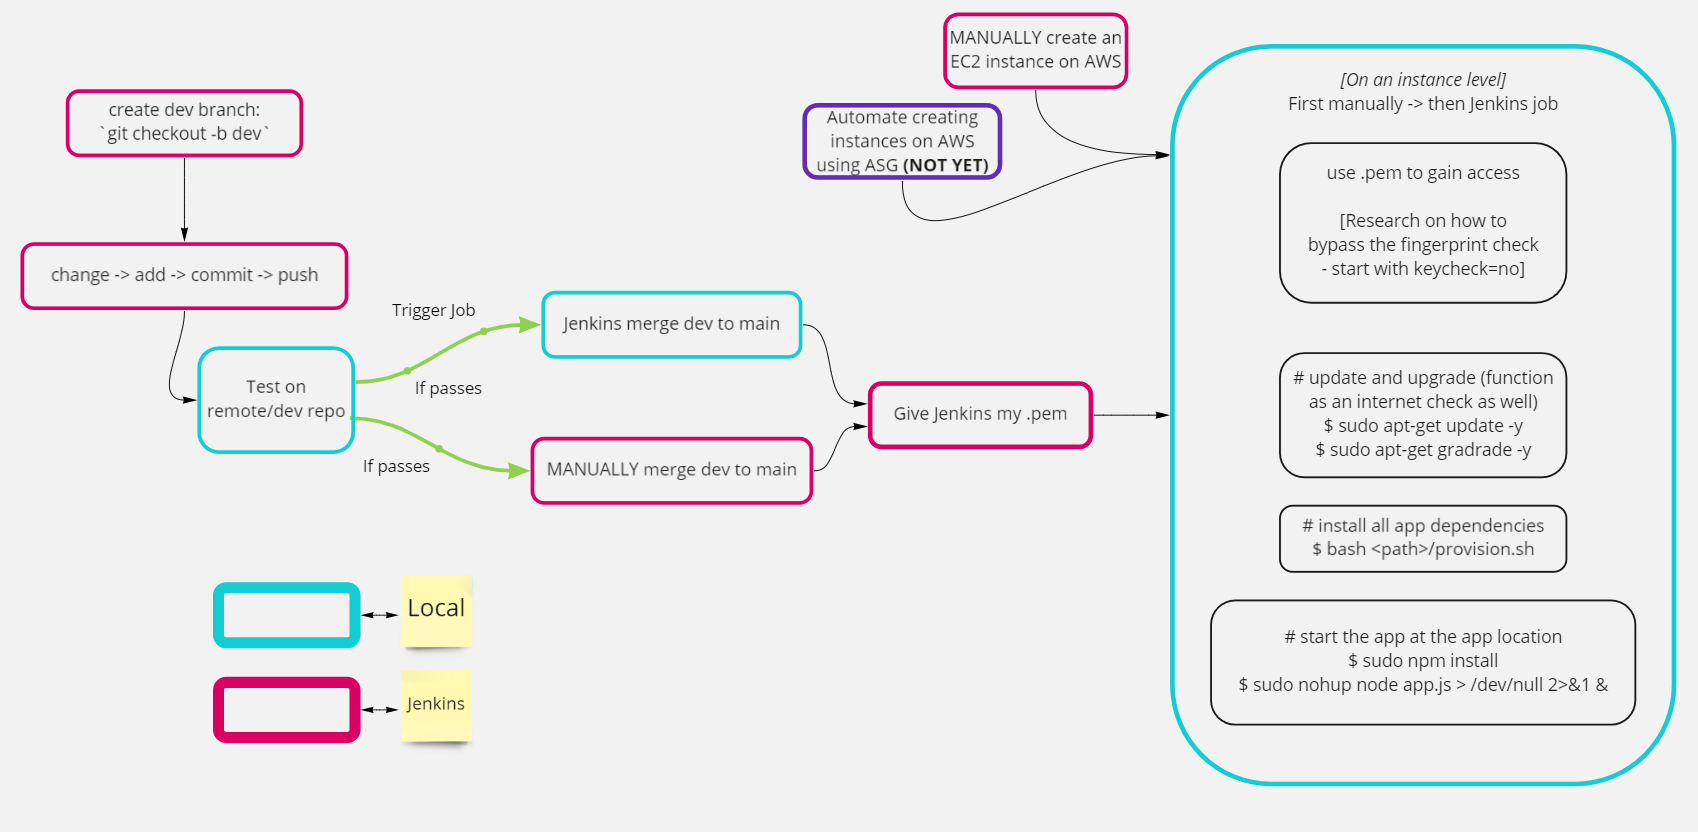 MANUALLY create an
EC2 instance on AWS
Automate creating
instances on AWS
using ASG (NOT YET)
create dev branch:
`git checkout -b dev`
change -> add -> commit -> push
Test on
remote/dev repo
Trigger Job
If passes
If passes
Jenkins merge dev to main
MANUALLY merge dev to main
Give Jenkins my .pem
[On an instance level]
First manually -> then Jenkins job
use .pem to gain access
[Research on how to
bypass the fingerprint check
- start with keycheck=no]
# update and upgrade (function
as an internet check as well)
$ sudo apt-get update -y
$ sudo apt-get gradrade -y
# install all app dependencies
$ bash <path>/provision.sh
# start the app at the app location
$ sudo npm install
$ sudo nohup node app.js > /dev/null 2>&1 &
Local
Jenkins